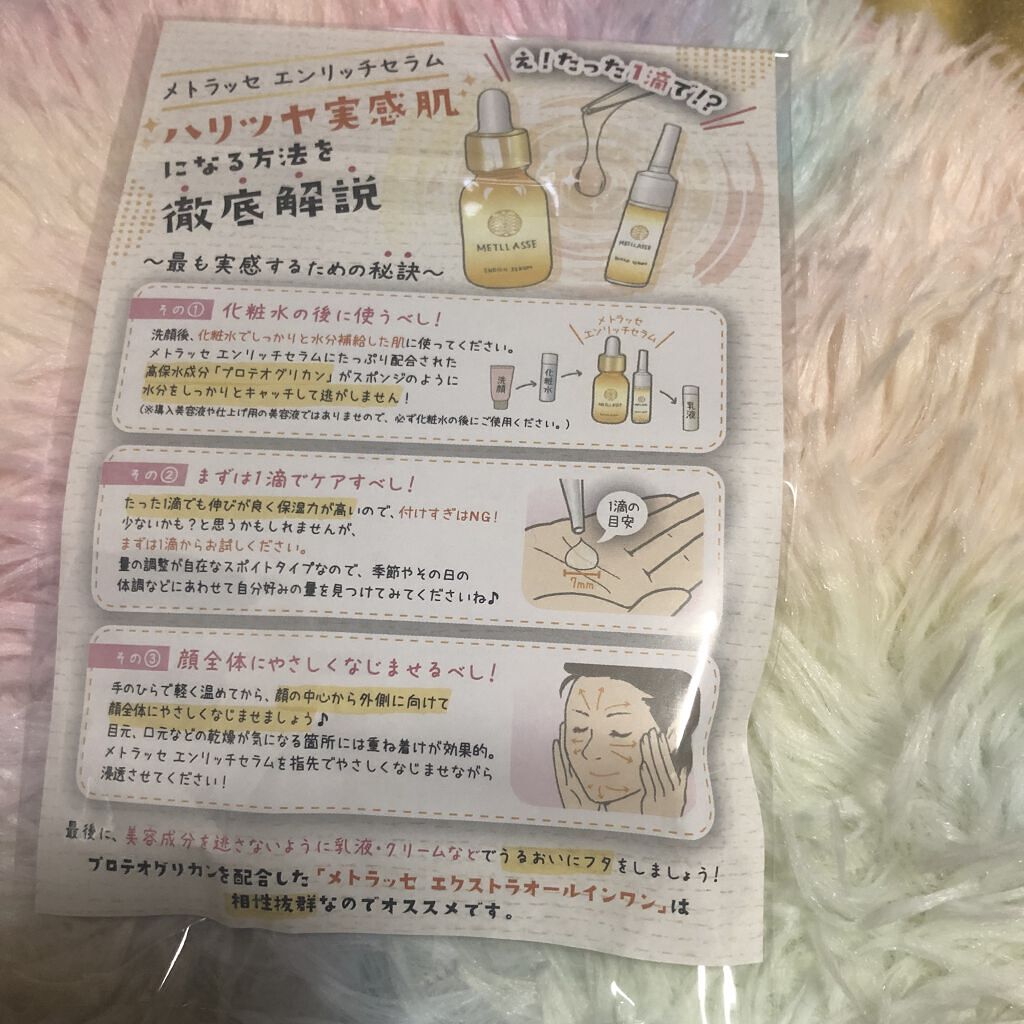 メトラッセ エンリッチセラム
ハリツヤ実感肌
になる方法を
徹底解説
～最も実感するための秘訣～
え！たった1滴で!?
METLLASSE
ENRICH SERUM
METLLASSE
ENRICH SERUM
その① 化粧水の後に使うべし！
洗顔後、化粧水でしっかりと水分補給した肌に使ってください。
メトラッセ エンリッチセラムにたっぷり配合された
高保水成分「プロテオグリカン」がスポンジのように
水分をしっかりとキャッチして逃がしません！
(※導入美容液や仕上げ用の美容液ではありませんので、必ず化粧水の後にご使用ください。)
メトラッセ
エンリッチセラム
洗顔
化粧水
METLLASSE
乳液
その② まずは1滴でケアすべし！
たった1滴でも伸びが良く保湿力が高いので、付けすぎはNG！
少ないかも？と思うかもしれませんが、
まずは1滴からお試しください。
量の調整が自在なスポイトタイプなので、季節やその日の
体調などにあわせて自分好みの量を見つけてみてくださいね♪
1滴の
目安
7mm
その③ 顔全体にやさしくなじませるべし！
手のひらで軽く温めてから、顔の中心から外側に向けて
顔全体にやさしくなじませましょう♪
目元、口元などの乾燥が気になる箇所には重ね着けが効果的。
メトラッセ エンリッチセラムを指先でやさしくなじませながら
浸透させてください！
最後に、美容成分を逃さないように乳液・クリームなどでうるおいにフタをしましょう！
プロテオグリカンを配合した「メトラッセ エクストラオールインワン」は
相性抜群なのでオススメです。